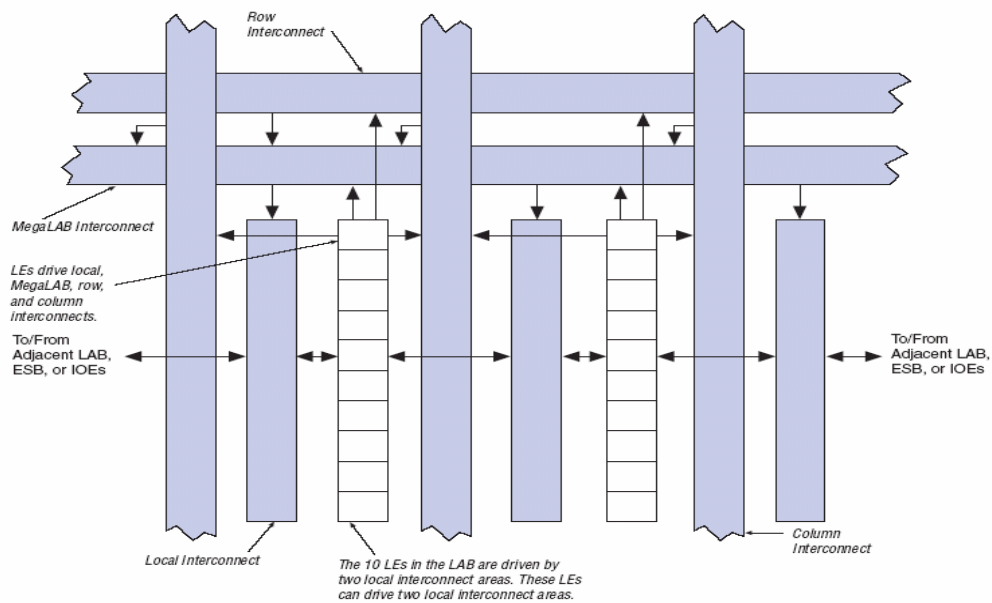 Row
Interconnect
MegaLAB Interconnect
LEs drive local,
MegaLAB, row,
and column
interconnects.
To/From
Adjacent LAB,
ESB, or IOEs
To/From
Adjacent LAB,
ESB, or IOEs
Local Interconnect
The 10 LEs in the LAB are driven by
two local interconnect areas. These LEs
can drive two local interconnect areas.
Column
Interconnect